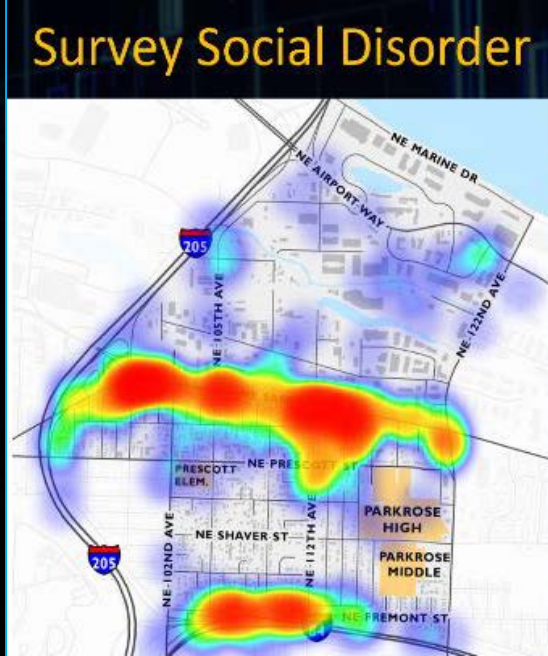 Survey Social Disorder
NE MARINE DR
NE AIRPORT WAY
205
NE 105TH AVE
NE 122ND AVE
PRESCOTT
ELEM.
NE PRESCOTT ST
PARKROSE
HIGH
NE 102ND AVE
NE SHAVER ST
NE 112TH AVE
PARKROSE
MIDDLE
205
NE FREMONT ST